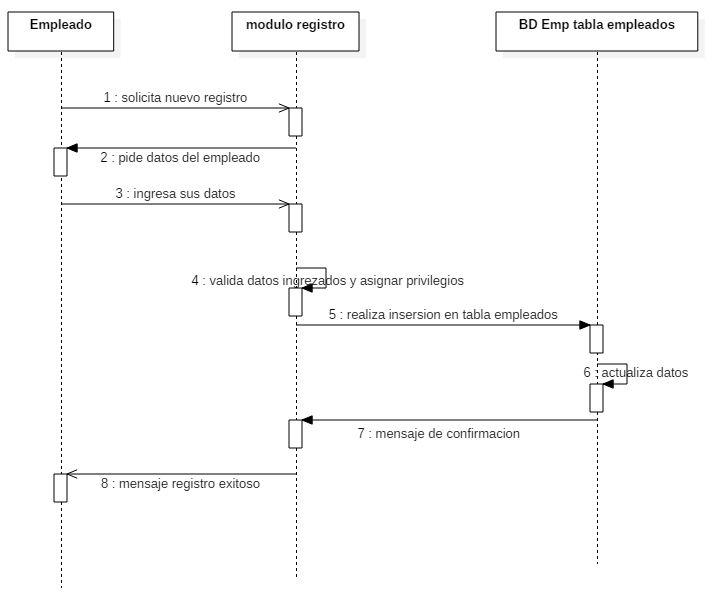 Empleado
modulo registro
BD Emp tabla empleados
1 : solicita nuevo registro
2 : pide datos del empleado
3 : ingresa sus datos
4 : valida datos ingrezados y asignar privilegios
5 : realiza insersion en tabla empleados
6 : actualiza datos
7 : mensaje de confirmacion
8 : mensaje registro exitoso